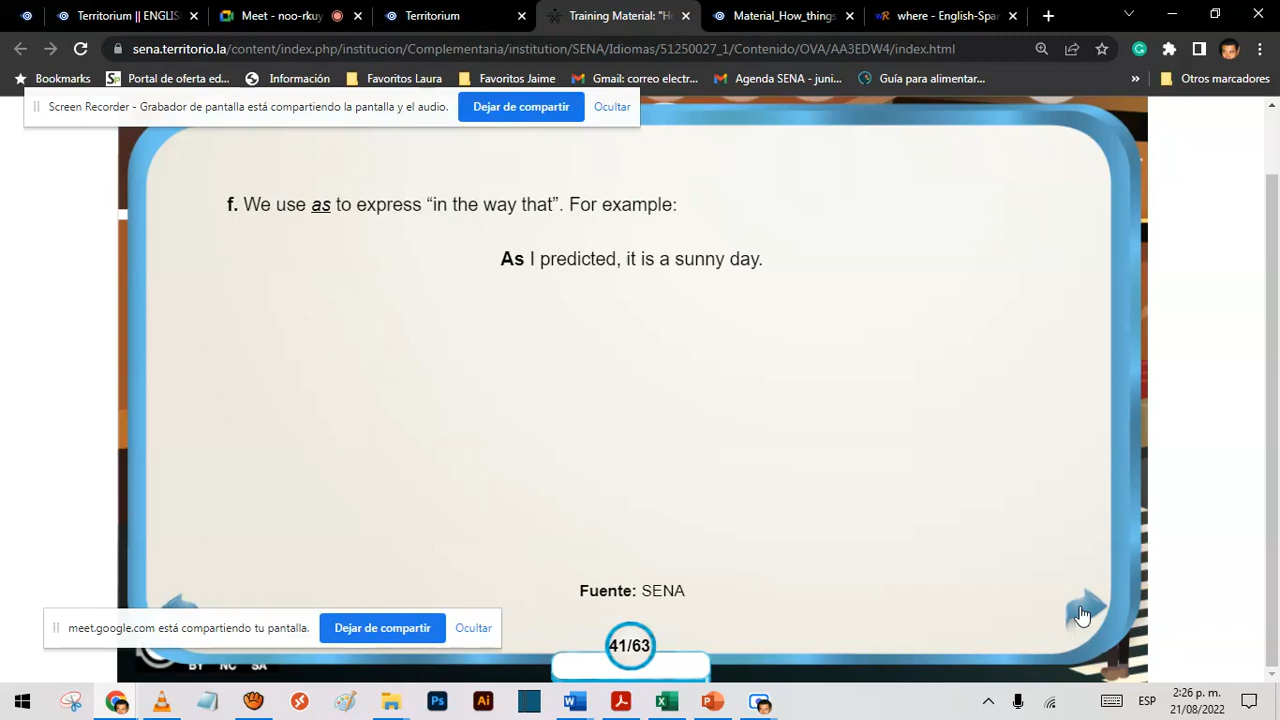 Territorium || ENGLIS
Meet - noo-rkuy
Territorium
Training Material: "Ho
Material_How_things
where - English-Spa
sena.territorio.la/content/index.php/institucion/Complementaria/institution/SENA/Idiomas/51250027_1/Contenido/OVA/AA3EDW4/index.html
Bookmarks
Portal de oferta ed...
Información
Favoritos Laura
Favoritos Jaime
Gmail: correo electr...
Agenda SENA - juni...
Guía para alimentar...
»
Otros marcadores
Screen Recorder - Grabador de pantalla está compartiendo la pantalla y el audio.
Dejar de compartir
Ocultar
f. We use as to express “in the way that”. For example:
As I predicted, it is a sunny day.
Fuente: SENA
meet.google.com está compartiendo tu pantalla.
Dejar de compartir
Ocultar
41/63
BY NC SA
ESP
2:26 p. m.
21/08/2022